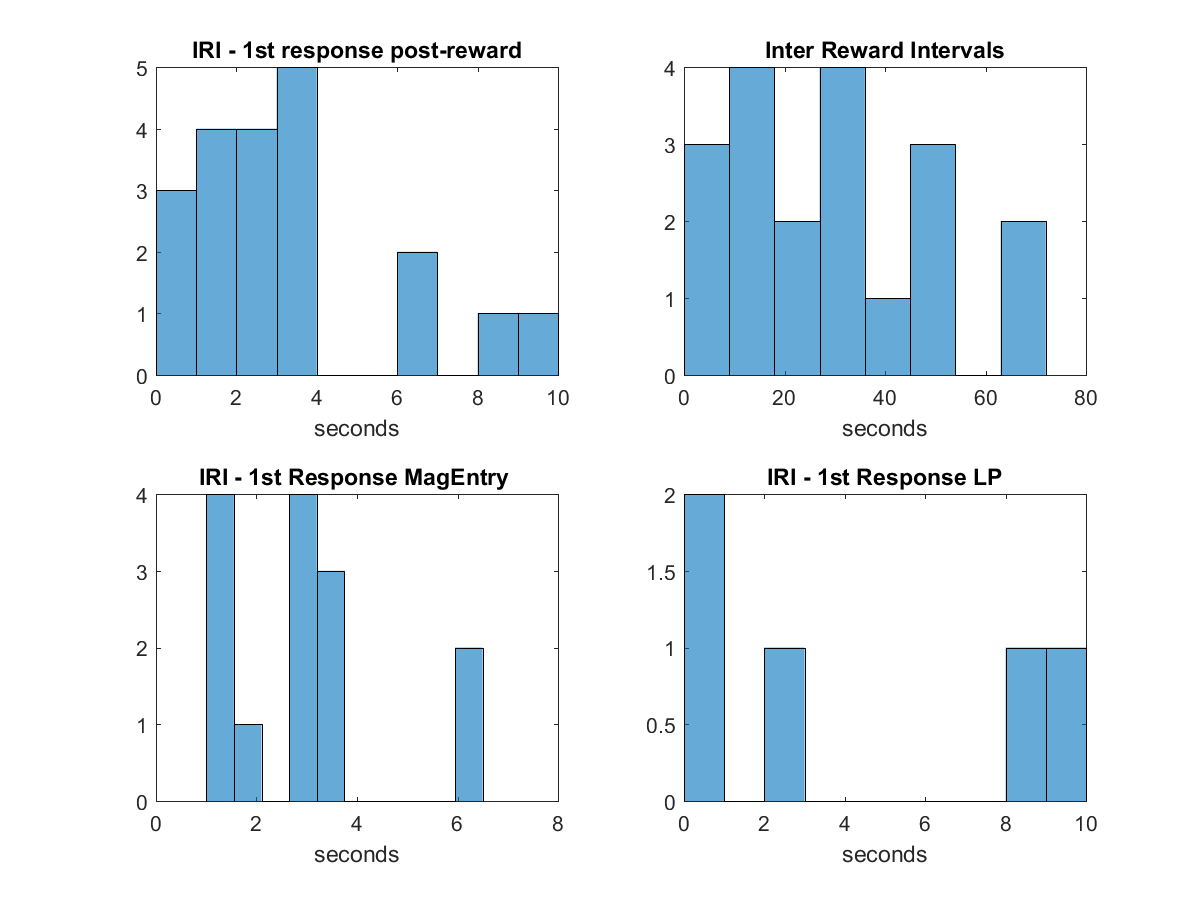 IRI - 1st response post-reward
5
4
3
2
1
0
0 2 4 6 8 10
seconds
Inter Reward Intervals
4
3
2
1
0
0 20 40 60 80
seconds
IRI - 1st Response MagEntry
4
3
2
1
0
0 2 4 6 8
seconds
IRI - 1st Response LP
2
1.5
1
0.5
0
0 2 4 6 8 10
seconds